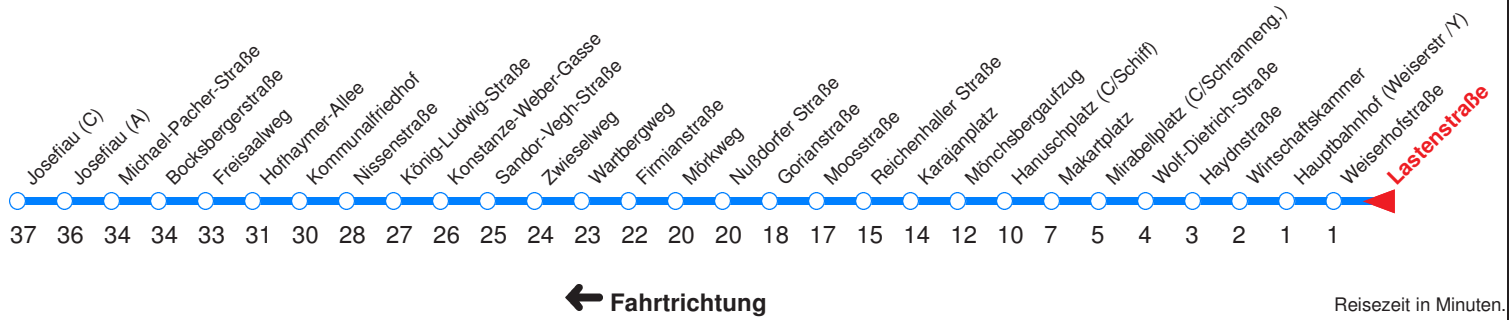 Josefiau (C)
Josefiau (A)
Michael-Pacher-Straße
Bocksbergerstraße
Freisaalweg
Hofhaymer-Allee
Kommunalfriedhof
Nissenstraße
König-Ludwig-Straße
Konstanze-Weber-Gasse
Sandor-Vegh-Straße
Zwieselweg
Wartbergweg
Firmianstraße
Mörkweg
Nußdorfer Straße
Gorianstraße
Moosstraße
Reichenhaller Straße
Karajanplatz
Mönchsbergaufzug
Hanuschplatz (C/Schiff)
Makartplatz
Mirabellplatz (C/Schranneng.)
Wolf-Dietrich-Straße
Haydnstraße
Wirtschaftskammer
Hauptbahnhof (Weiserstr /Y)
Weiserhofstraße
Lastenstraße
37 36 34 34 33 31 30 28 27 26 25 24 23 22 20 20 18 17 15 14 12 10 7 5 4 3 2 1 1
Fahrtrichtung
Reisezeit in Minuten.